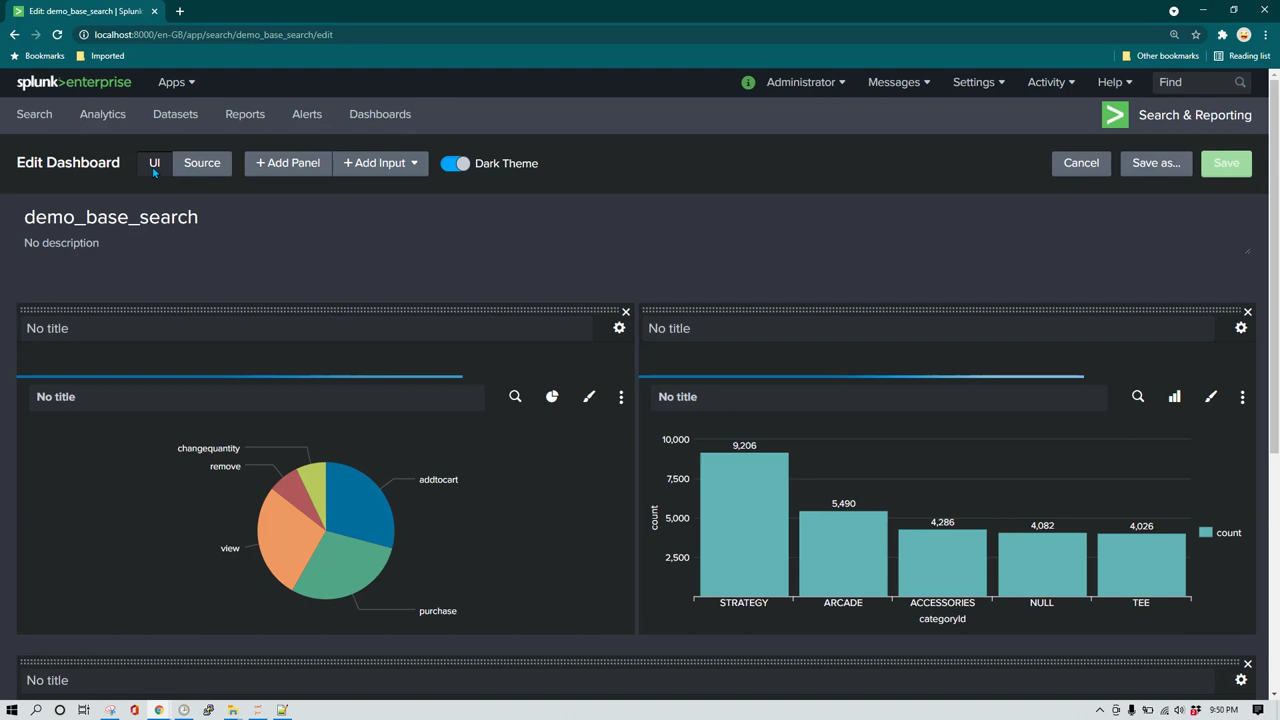 Edit: demo_base_search | Splunk
localhost:8000/en-GB/app/search/demo_base_search/edit
Bookmarks Imported Other bookmarks Reading list
splunk>enterprise Apps Administrator Messages Settings Activity Help Find
Search Analytics Datasets Reports Alerts Dashboards Search & Reporting
Edit Dashboard UI Source + Add Panel + Add Input Dark Theme Cancel Save as... Save
demo_base_search
No description
No title
No title
No title
changequantity
remove
addtocart
view
purchase
No title
10,000
7,500
5,000
2,500
count
9,206
5,490
4,286
4,082
4,026
STRATEGY ARCADE ACCESSORIES NULL TEE
categoryId
count
No title
9:50 PM